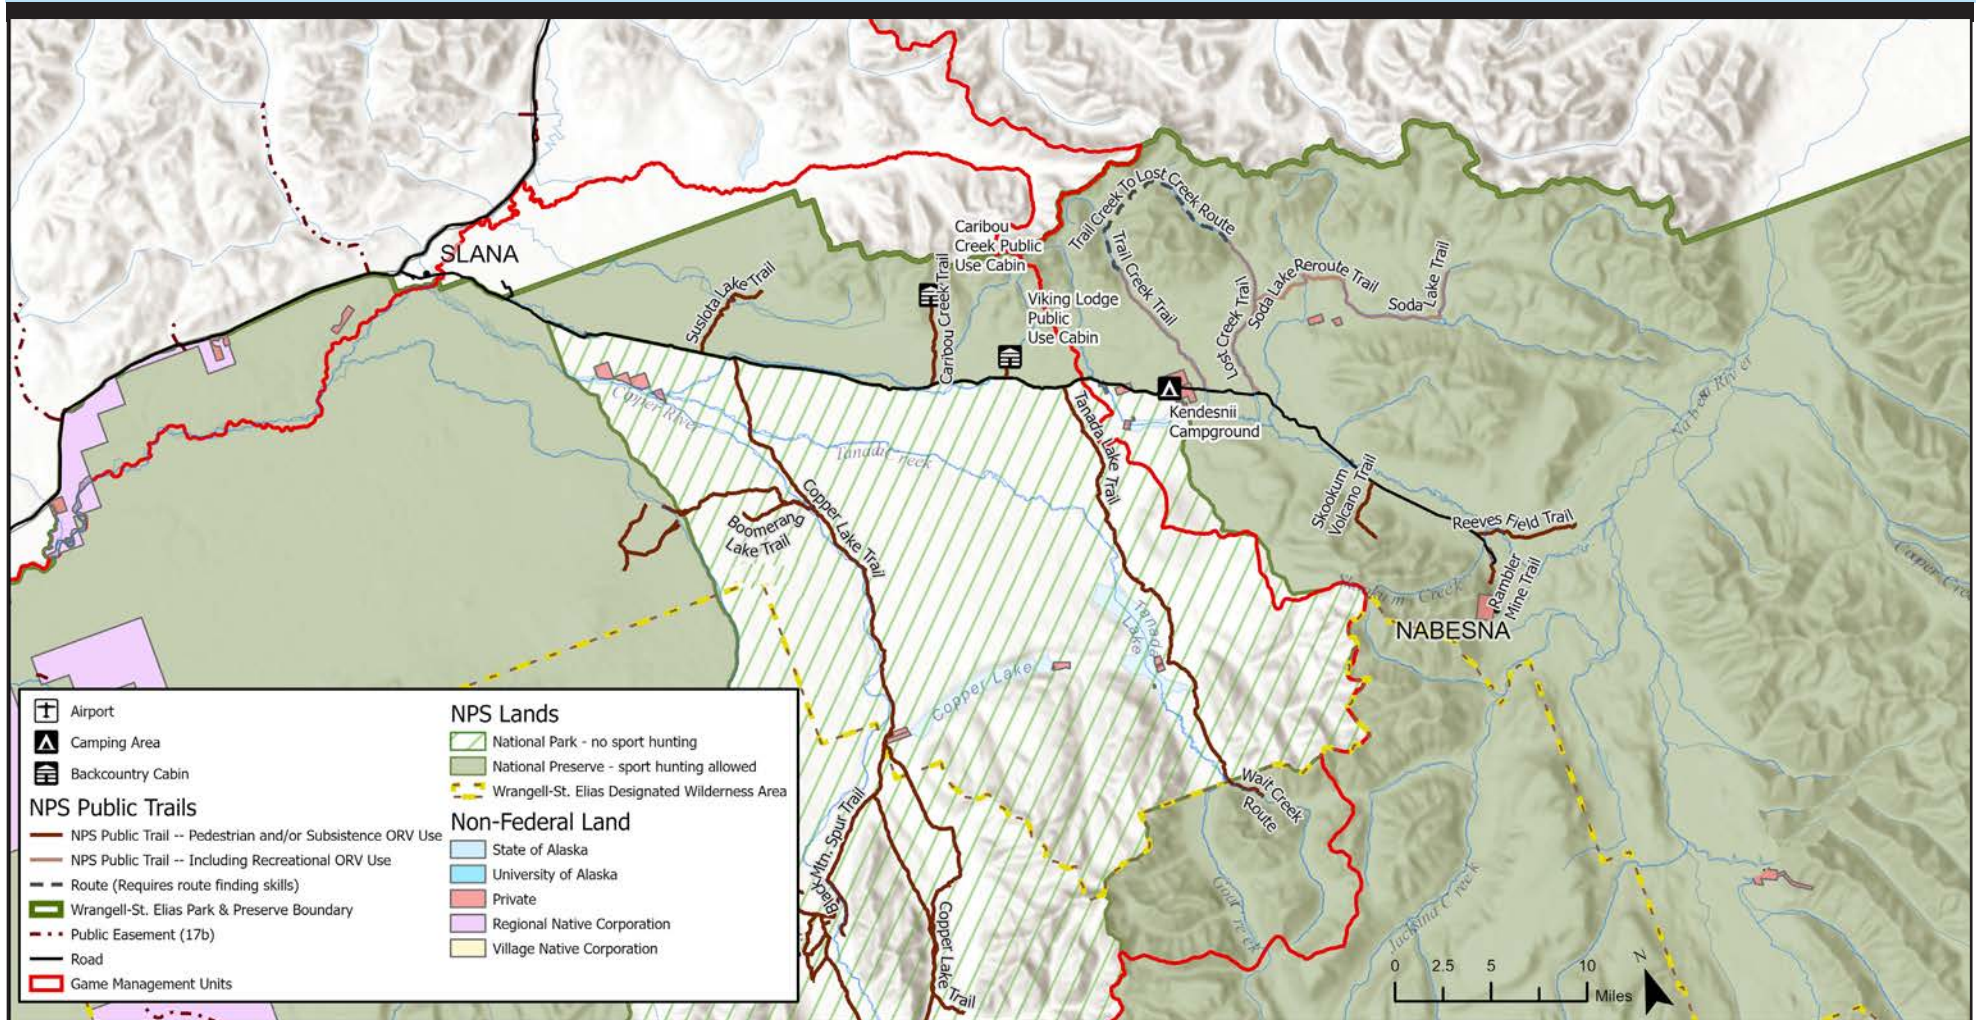 SLANA
Caribou
Creek Public
Use Cabin
Trail Creek To Lost Creek Route
Suslota Lake Trail
Caribou Creek Trail
Viking Lodge
Public
Use Cabin
Trail Creek Trail
Lost Creek Trail
Soda Lake Reroute Trail
Soda Lake Trail
Nabesna River
Copper River
Tanada Creek
Tanada Lake Trail
Kendesnii
Campground
Skookum
Volcano Trail
Reeves Field Trail
Boomerang
Lake Trail
Copper Lake Trail
Skookum Creek
Rambler
Mine Trail
NABESNA
Tanada
Lake
Copper Lake
Wait Creek
Route
Black Mtn. Spur Trail
Copper Lake Trail
Goat Creek
Jacksina Creek
Airport
Camping Area
Backcountry Cabin
NPS Public Trails
NPS Public Trail -- Pedestrian and/or Subsistence ORV Use
NPS Public Trail -- Including Recreational ORV Use
Route (Requires route finding skills)
Wrangell-St. Elias Park & Preserve Boundary
Public Easement (17b)
Road
Game Management Units
NPS Lands
National Park - no sport hunting
National Preserve - sport hunting allowed
Wrangell-St. Elias Designated Wilderness Area
Non-Federal Land
State of Alaska
University of Alaska
Private
Regional Native Corporation
Village Native Corporation
0 2.5 5 10
Miles
N